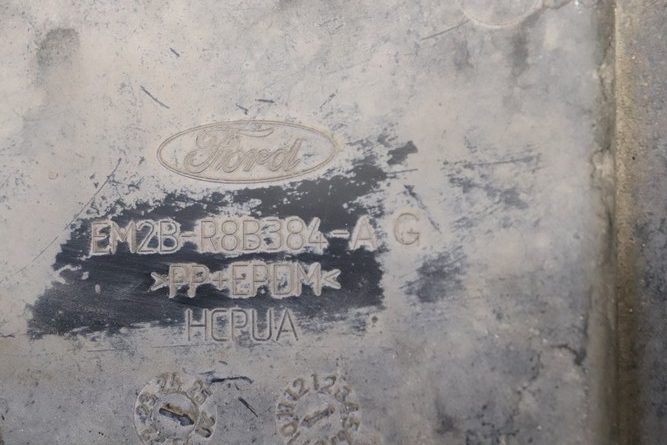 Ford
EM2B-R8B384-A G
>PP+EPDM<
HCPUA